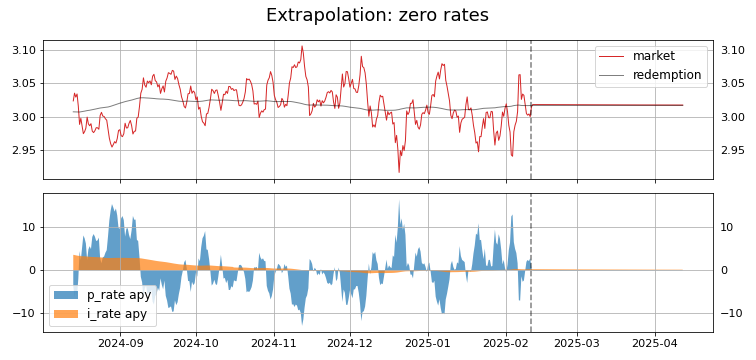 Extrapolation: zero rates
3.10
3.05
3.00
2.95
market
redemption
3.10
3.05
3.00
2.95
10
0
−10
p_rate apy
i_rate apy
10
0
−10
2024-09 2024-10 2024-11 2024-12 2025-01 2025-02 2025-03 2025-04